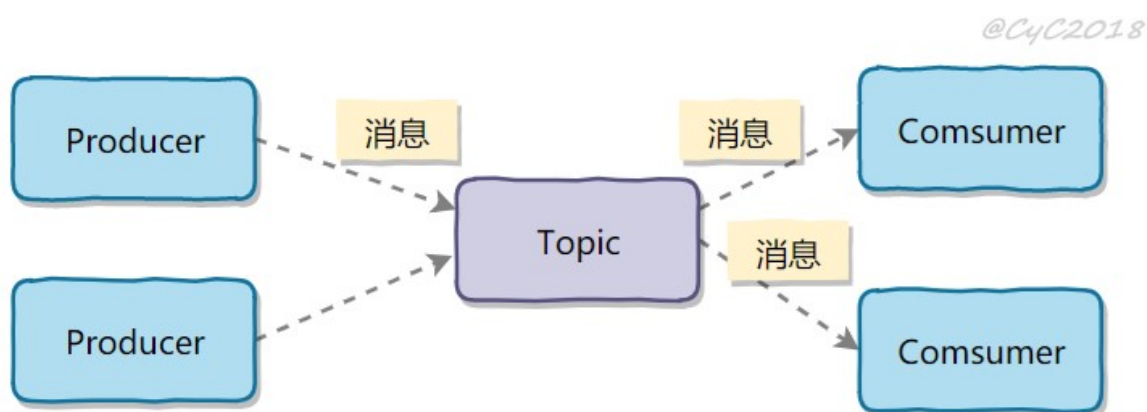 @CyC2018
Producer
消息
消息
Comsumer
Topic
消息
Producer
Comsumer